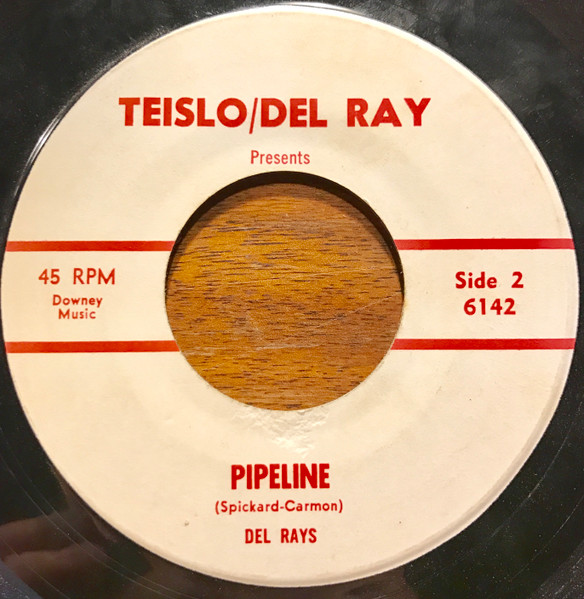 TEISLO/DEL RAY
Presents
45 RPM
Downey
Music
Side 2
6142
PIPELINE
(Spickard-Carmon)
DEL RAYS